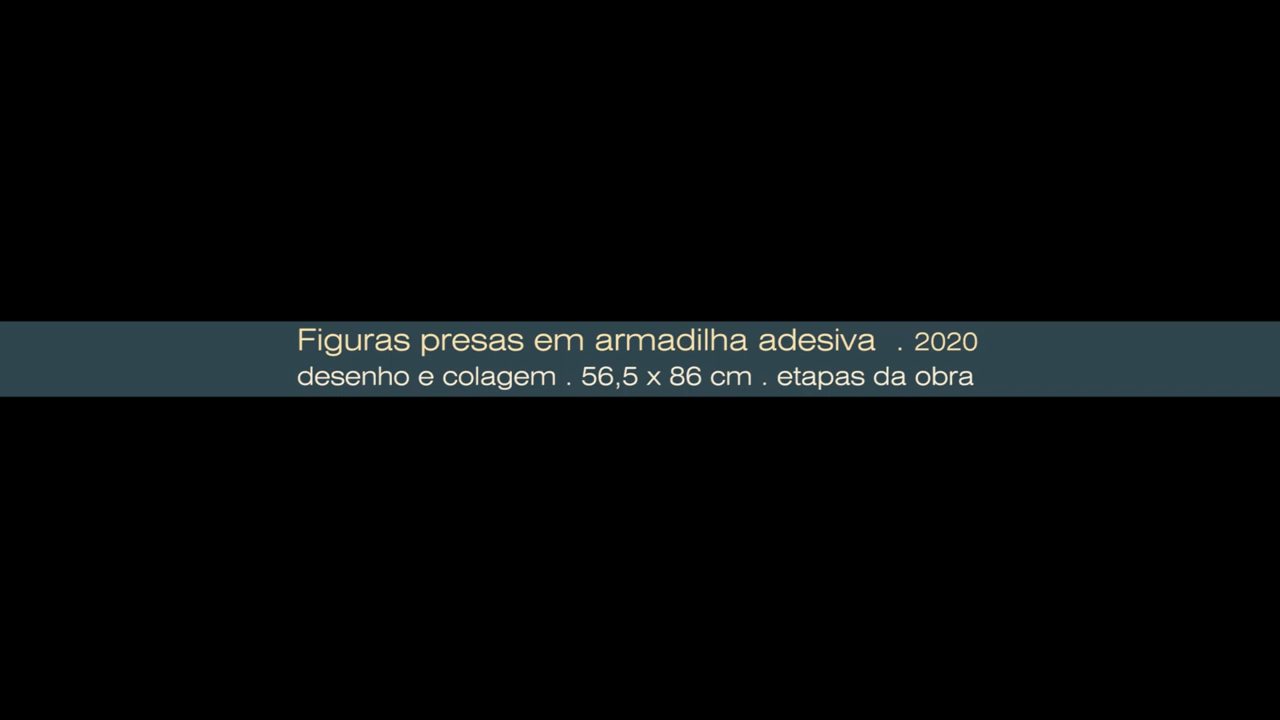 Figuras presas em armadilha adesiva . 2020
desenho e colagem . 56,5 x 86 cm . etapas da obra